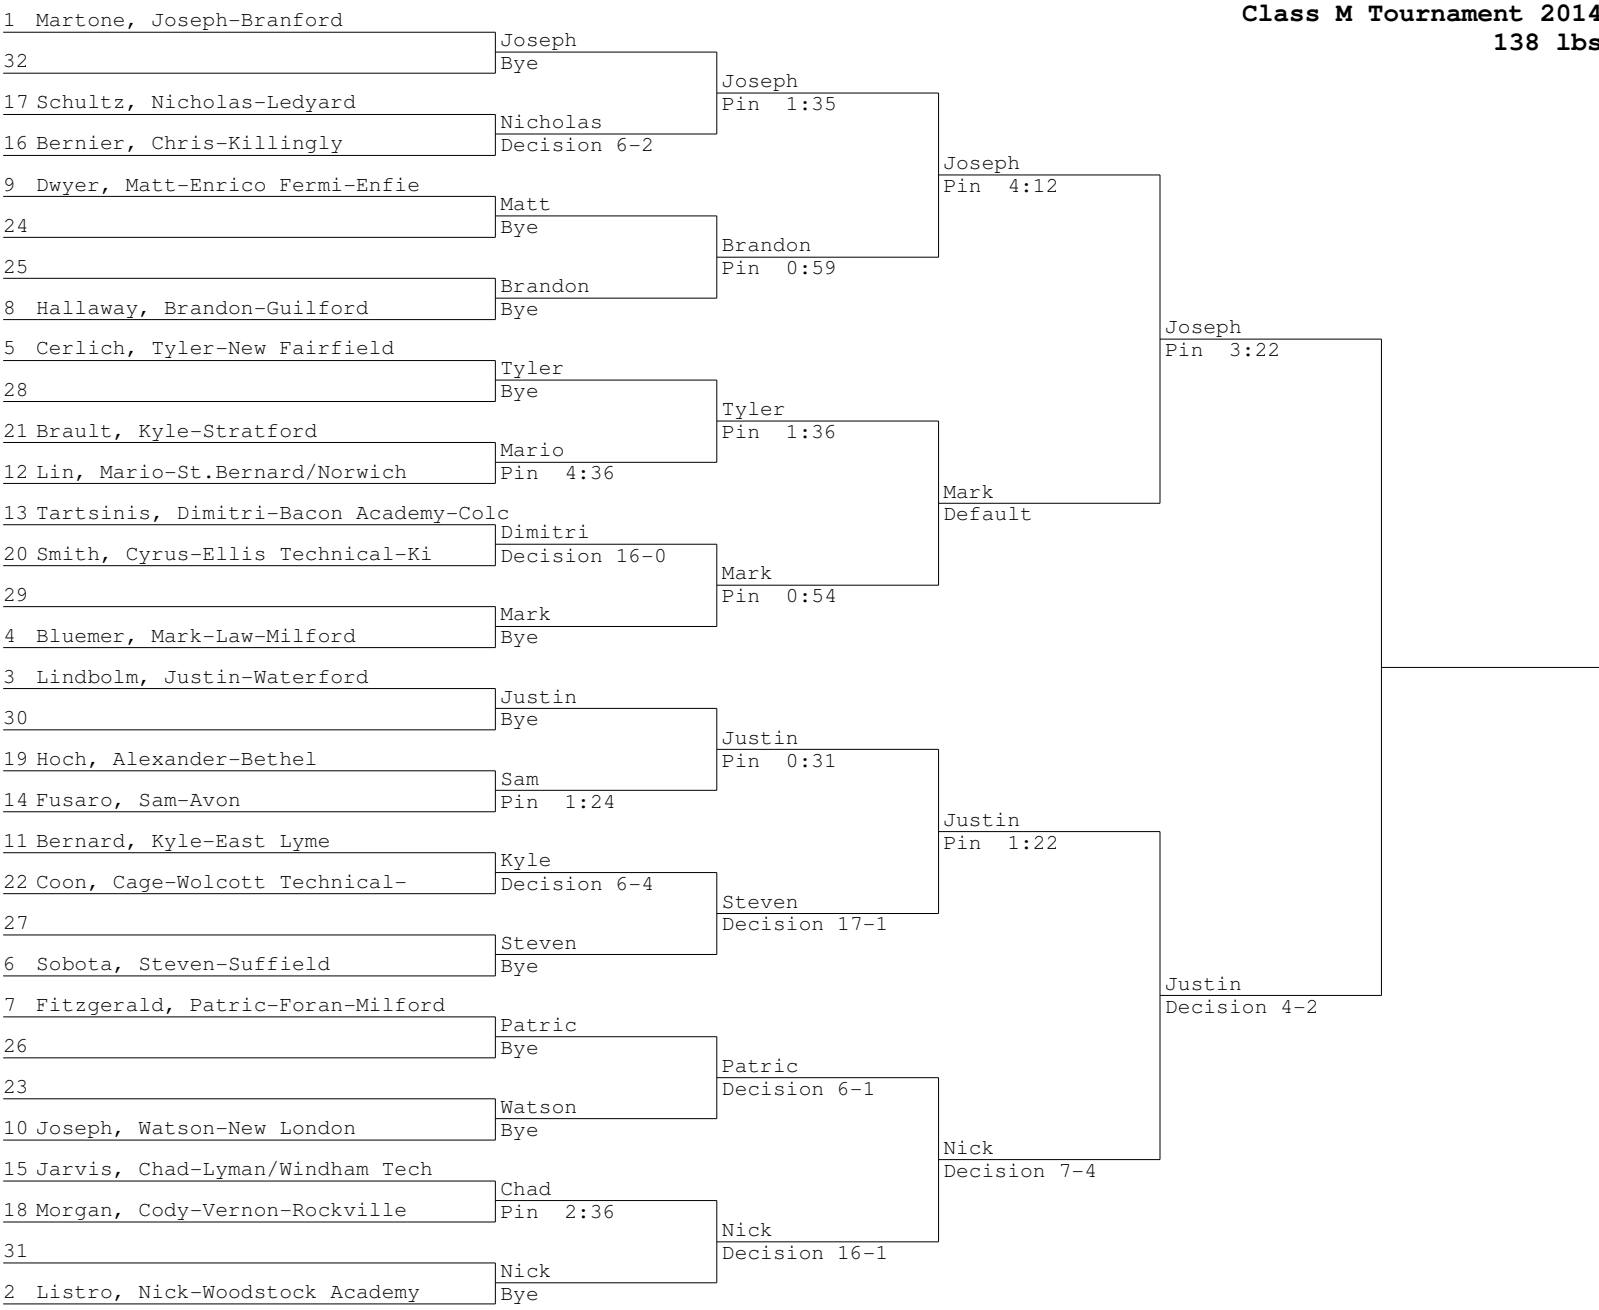 Class M Tournament 2014
138 lbs
1 Martone, Joseph-Branford
32
17 Schultz, Nicholas-Ledyard
16 Bernier, Chris-Killingly
9 Dwyer, Matt-Enrico Fermi-Enfie
24
25
8 Hallaway, Brandon-Guilford
5 Cerlich, Tyler-New Fairfield
28
21 Brault, Kyle-Stratford
12 Lin, Mario-St.Bernard/Norwich
13 Tartsinis, Dimitri-Bacon Academy-Colc
20 Smith, Cyrus-Ellis Technical-Ki
29
4 Bluemer, Mark-Law-Milford
3 Lindbolm, Justin-Waterford
30
19 Hoch, Alexander-Bethel
14 Fusaro, Sam-Avon
11 Bernard, Kyle-East Lyme
22 Coon, Cage-Wolcott Technical-
27
6 Sobota, Steven-Suffield
7 Fitzgerald, Patric-Foran-Milford
26
23
10 Joseph, Watson-New London
15 Jarvis, Chad-Lyman/Windham Tech
18 Morgan, Cody-Vernon-Rockville
31
2 Listro, Nick-Woodstock Academy
Joseph
Bye
Nicholas
Decision 6-2
Matt
Bye
Brandon
Bye
Tyler
Bye
Mario
Pin 4:36
Dimitri
Decision 16-0
Mark
Bye
Justin
Bye
Sam
Pin 1:24
Kyle
Decision 6-4
Steven
Bye
Patric
Bye
Watson
Bye
Chad
Pin 2:36
Nick
Bye
Joseph
Pin 1:35
Brandon
Pin 0:59
Tyler
Pin 1:36
Mark
Pin 0:54
Justin
Pin 0:31
Steven
Decision 17-1
Patric
Decision 6-1
Nick
Decision 16-1
Joseph
Pin 4:12
Mark
Default
Justin
Pin 1:22
Nick
Decision 7-4
Joseph
Pin 3:22
Justin
Decision 4-2